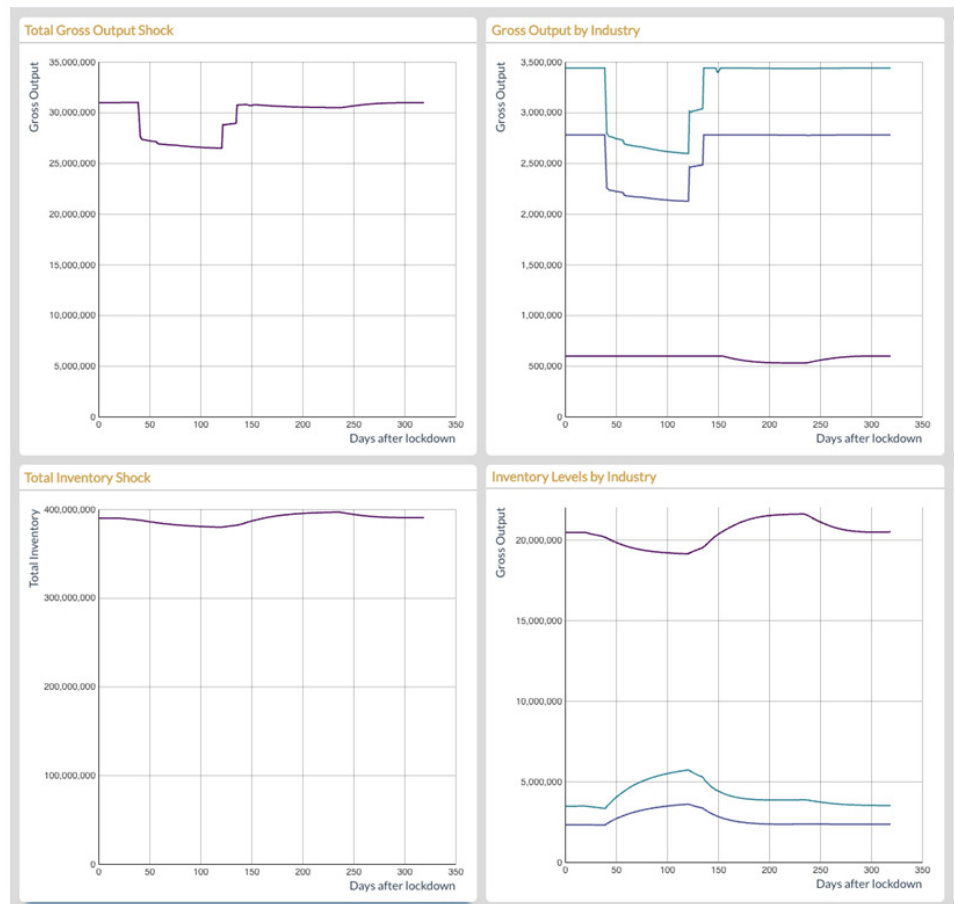 Total Gross Output Shock
Gross Output
35,000,000
30,000,000
25,000,000
20,000,000
15,000,000
10,000,000
5,000,000
0
0 50 100 150 200 250 300 350
Days after lockdown
Gross Output by Industry
Gross Output
3,500,000
3,000,000
2,500,000
2,000,000
1,500,000
1,000,000
500,000
0
0 50 100 150 200 250 300 350
Days after lockdown
Total Inventory Shock
Total Inventory
400,000,000
300,000,000
200,000,000
100,000,000
0
0 50 100 150 200 250 300 350
Days after lockdown
Inventory Levels by Industry
Gross Output
20,000,000
15,000,000
10,000,000
5,000,000
0
0 50 100 150 200 250 300 350
Days after lockdown